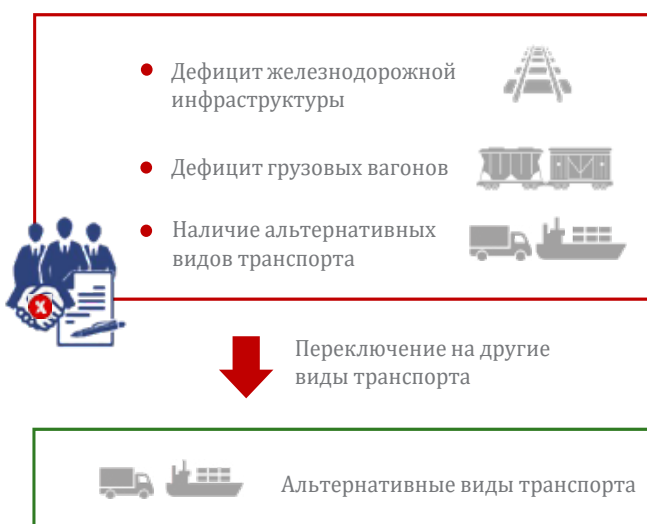 Дефицит железнодорожной
инфраструктуры
Дефицит грузовых вагонов
Наличие альтернативных
видов транспорта
Переключение на другие
виды транспорта
Альтернативные виды транспорта